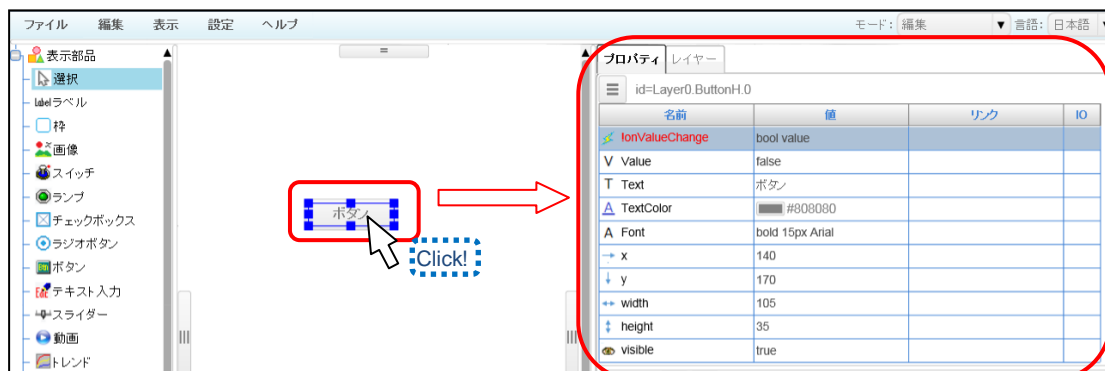 ファイル 編集 表示 設定 ヘルプ モード: 編集 ▼ 言語: 日本語
表示部品
選択
Label ラベル
枠
画像
スイッチ
ランプ
チェックボックス
ラジオボタン
ボタン
テキスト入力
スライダー
動画
トレンド
ボタン
Click!
プロパティ レイヤー
id=Layer0.ButtonH.0
名前 値 リンク IO
!onValueChange bool value
V Value false
T Text ボタン
A TextColor #808080
A Font bold 15px Arial
x 140
y 170
width 105
height 35
visible true